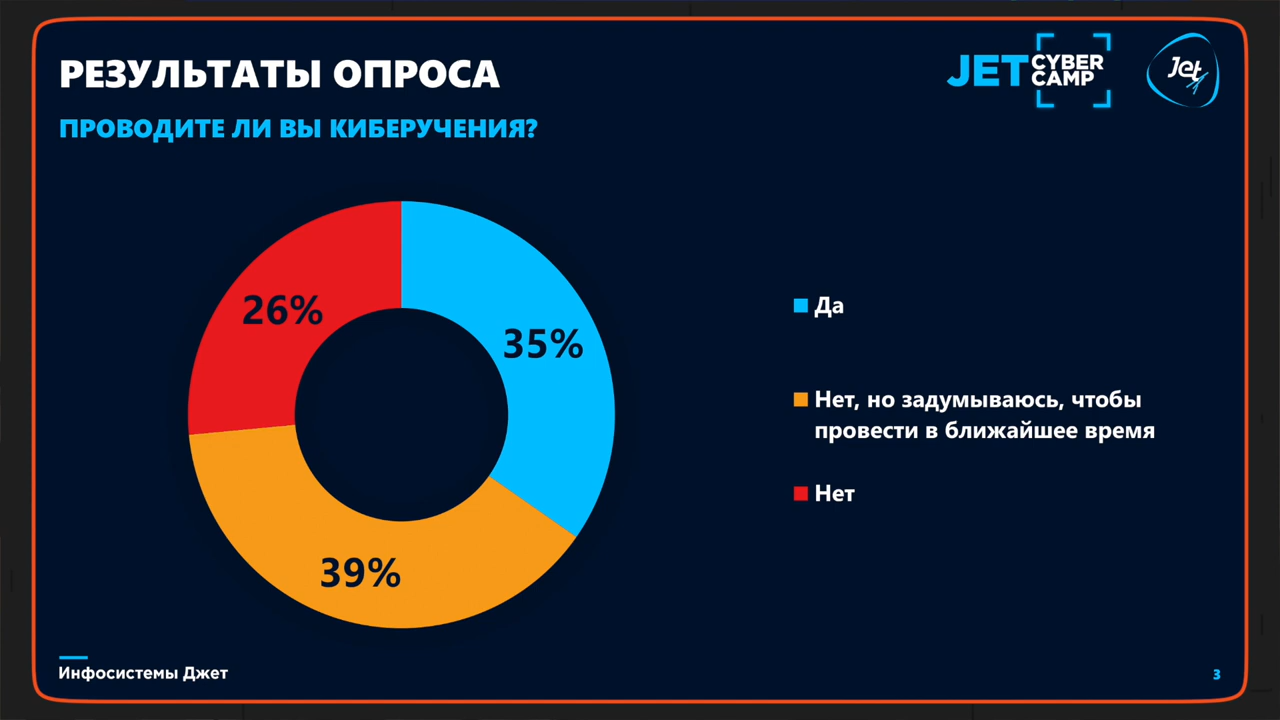 РЕЗУЛЬТАТЫ ОПРОСА
ПРОВОДИТЕ ЛИ ВЫ КИБЕРУЧЕНИЯ?
JET CYBER CAMP
Jet
26%
35%
39%
Да
Нет, но задумываюсь, чтобы
провести в ближайшее время
Нет
Инфосистемы Джет
3